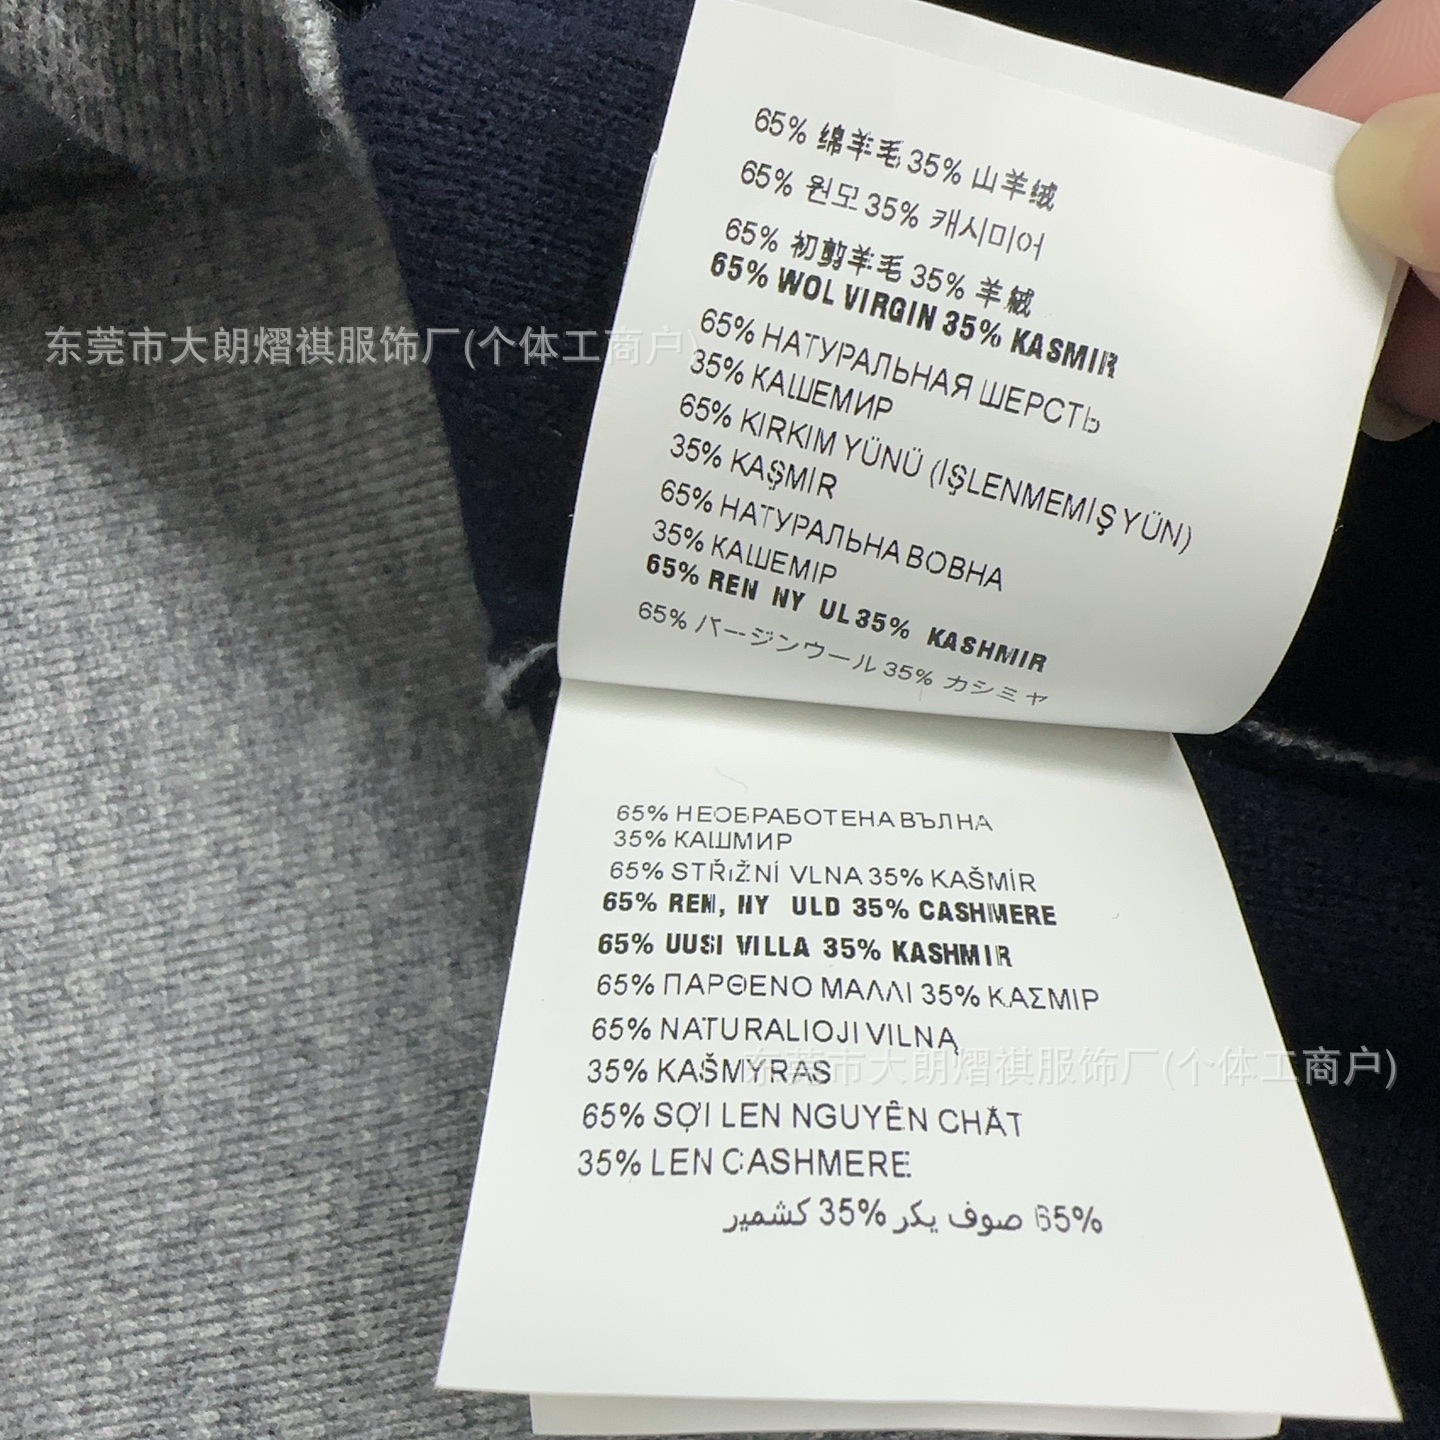 65% 绵羊毛 35% 山羊绒
65% 원모 35% 캐시미어
65% 初剪羊毛 35% 羊絨
65% WOL VIRGIN 35% KASMIR
东莞市大朗熠祺服饰厂(个体工商户)
65% НАТУРАЛЬНАЯ ШЕРСТЬ
35% КАШЕМИР
65% KIRKIM YÜNÜ (İŞLENMEMİŞ YÜN)
35% KAŞMİR
65% НАТУРАЛЬНА ВОВНА
35% КАШЕМІР
65% REN NY UL 35% KASHMIR
65% バージンウール 35% カシミヤ
65% НЕОБРАБОТЕНА ВЪЛНА
35% КАШМИР
65% STŘIŽNÍ VLNA 35% KAŠMÍR
65% REN, NY ULD 35% CASHMERE
65% UUSI VILLA 35% KASHMIR
65% ΠΑΡΘΕΝΟ ΜΑΛΛΙ 35% ΚΑΣΜΙΡ
65% NATURALIOJI VILNĄ
35% KAŠMYRAS
东莞市大朗熠祺服饰厂(个体工商户)
65% SỢI LEN NGUYÊN CHẤT
35% LEN CASHMERE
65% صوف يكر 35% كشمير